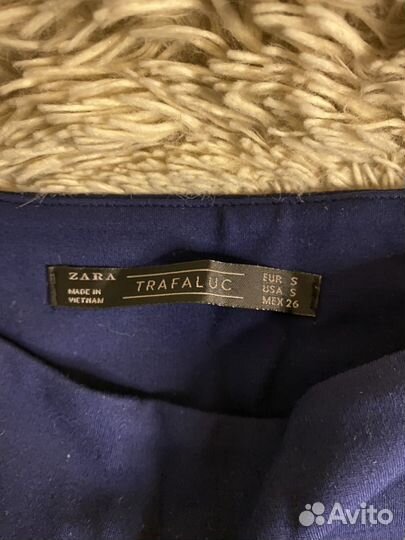 ZARA
MADE IN
VIETNAM
TRAFALUC
EUR S
USA S
MEX 26
Avito